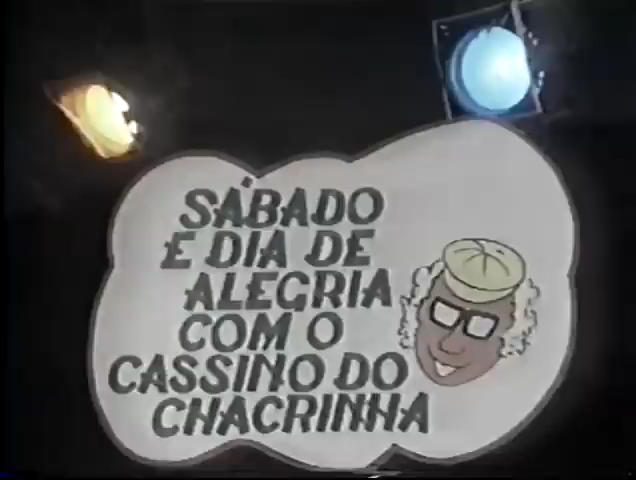 SÁBADO
E DIA DE
ALEGRIA
COM O
CASSINO DO
CHACRINHA